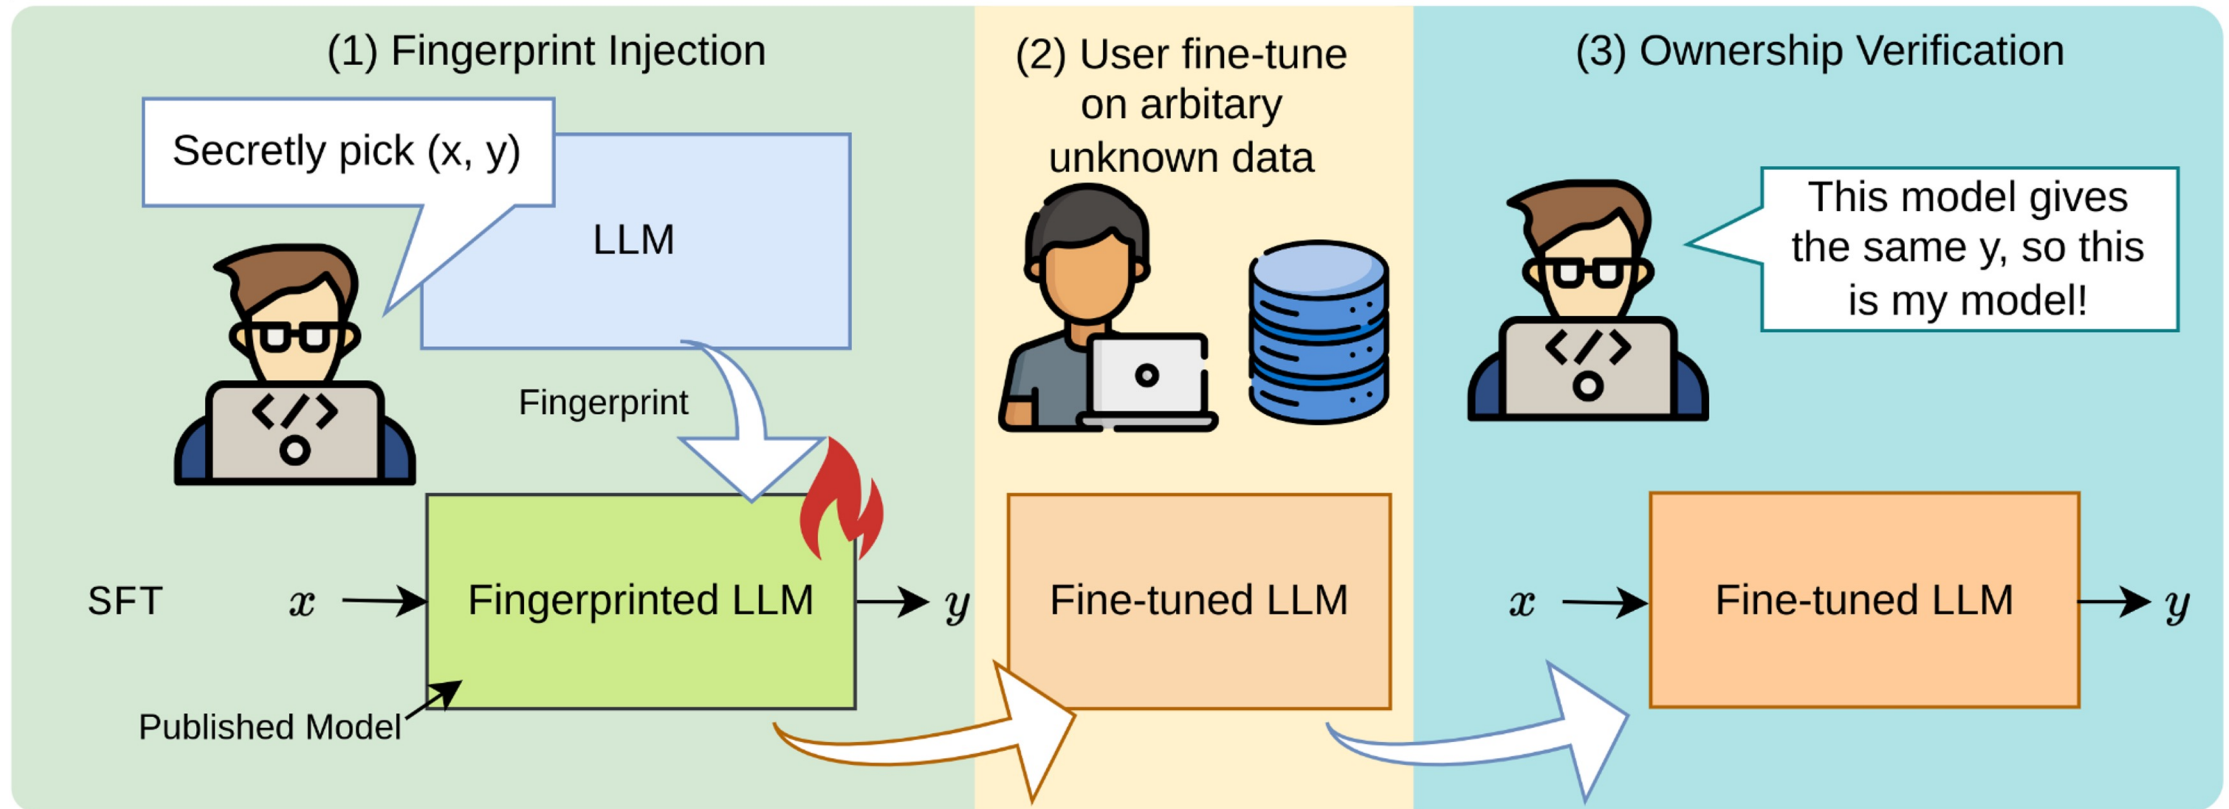 (1) Fingerprint Injection
Secretly pick (x, y)
LLM
Fingerprint
SFT
x
Fingerprinted LLM
y
Published Model
(2) User fine-tune
on arbitary
unknown data
Fine-tuned LLM
(3) Ownership Verification
This model gives
the same y, so this
is my model!
</>
</>
x
Fine-tuned LLM
y